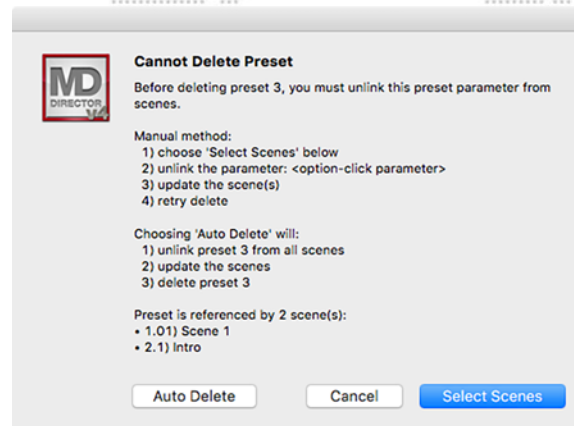 MD
DIRECTOR
V4
Cannot Delete Preset
Before deleting preset 3, you must unlink this preset parameter from
scenes.
Manual method:
1) choose 'Select Scenes' below
2) unlink the parameter: <option-click parameter>
3) update the scene(s)
4) retry delete
Choosing 'Auto Delete' will:
1) unlink preset 3 from all scenes
2) update the scenes
3) delete preset 3
Preset is referenced by 2 scene(s):
• 1.01) Scene 1
• 2.1) Intro
Auto Delete
Cancel
Select Scenes